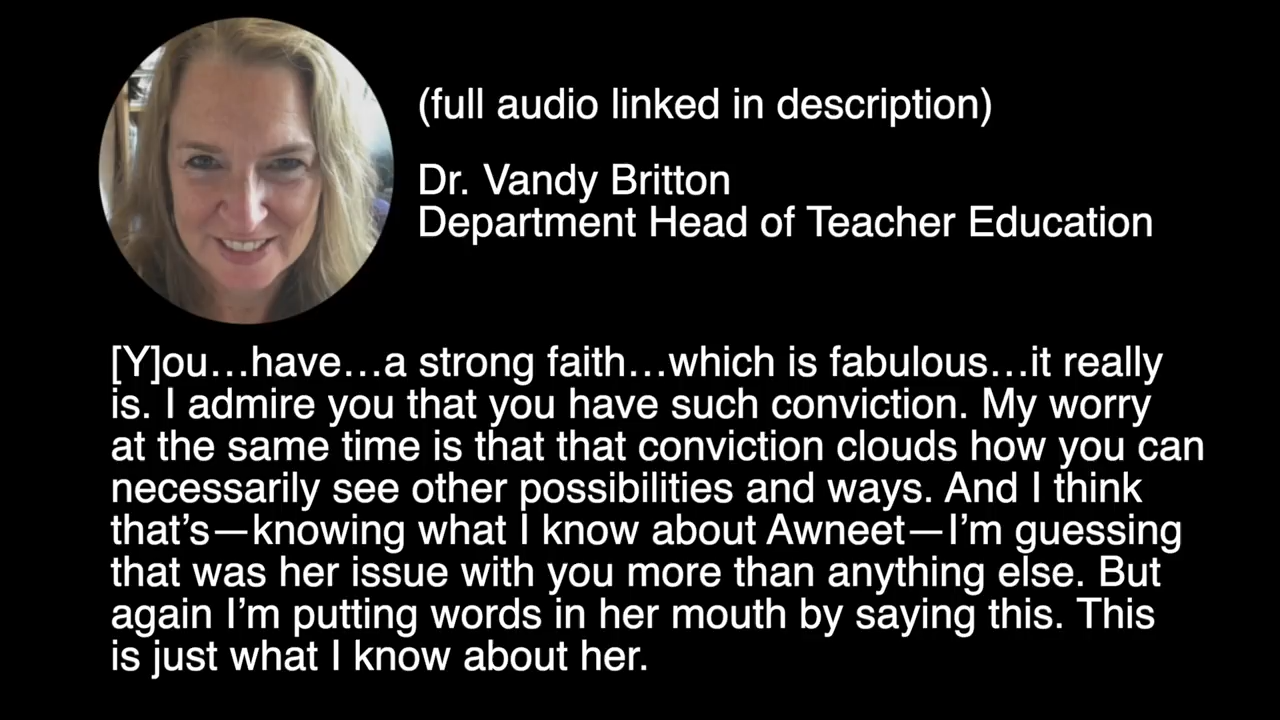 (full audio linked in description)
Dr. Vandy Britton
Department Head of Teacher Education
[Y]ou…have…a strong faith…which is fabulous…it really
is. I admire you that you have such conviction. My worry
at the same time is that that conviction clouds how you can
necessarily see other possibilities and ways. And I think
that’s—knowing what I know about Awneet—I’m guessing
that was her issue with you more than anything else. But
again I’m putting words in her mouth by saying this. This
is just what I know about her.